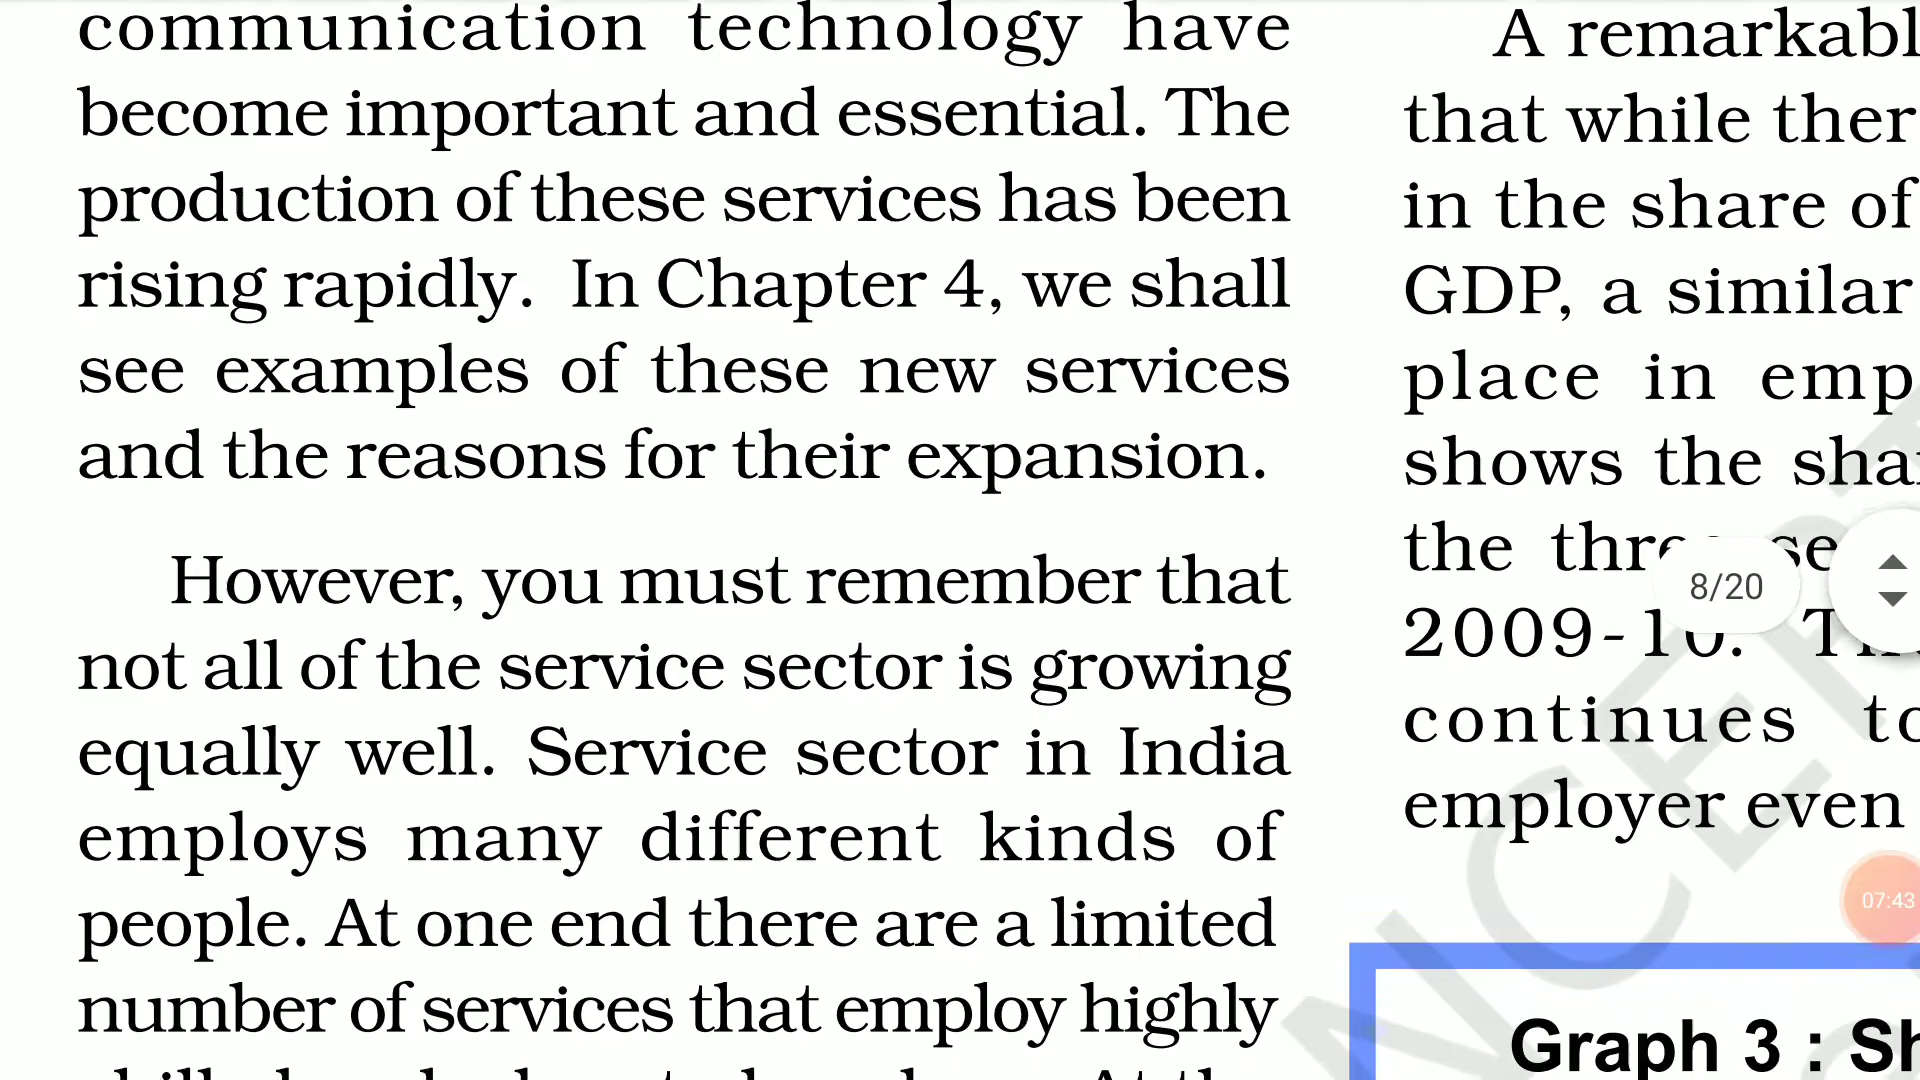 communication technology have
become important and essential. The
production of these services has been
rising rapidly. In Chapter 4, we shall
see examples of these new services
and the reasons for their expansion.
However, you must remember that
not all of the service sector is growing
equally well. Service sector in India
employs many different kinds of
people. At one end there are a limited
number of services that employ highly
A remarkabl
that while ther
in the share of
GDP, a similar
place in emp
shows the sha
the three se
2009-10. Th
continues to
employer even
8/20
07:43
NCERT
Graph 3 : Sh